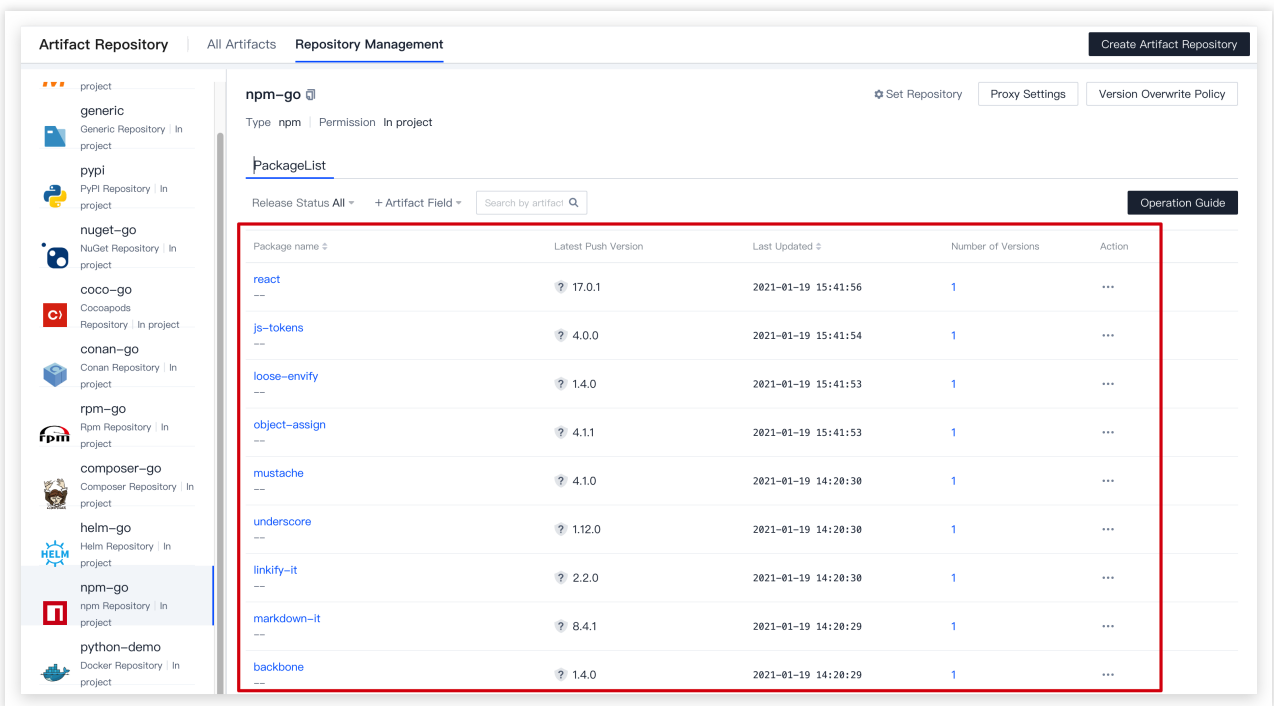 Artifact Repository
All Artifacts
Repository Management
Create Artifact Repository
project
generic
Generic Repository | In
project
pypi
PyPI Repository | In
project
nuget-go
NuGet Repository | In
project
coco-go
Cocoapods
Repository | In project
conan-go
Conan Repository | In
project
rpm
rpm-go
Rpm Repository | In
project
composer-go
Composer Repository | In
project
HELM
helm-go
Helm Repository | In
project
npm-go
npm Repository | In
project
python-demo
Docker Repository | In
project
npm-go
Set Repository
Proxy Settings
Version Overwrite Policy
Type npm | Permission In project
PackageList
Release Status All
+ Artifact Field
Search by artifact
Operation Guide
Package name Latest Push Version Last Updated Number of Versions Action
react ? 17.0.1 2021-01-19 15:41:56 1 ...
--
js-tokens ? 4.0.0 2021-01-19 15:41:54 1 ...
--
loose-envify ? 1.4.0 2021-01-19 15:41:53 1 ...
--
object-assign ? 4.1.1 2021-01-19 15:41:53 1 ...
--
mustache ? 4.1.0 2021-01-19 14:20:30 1 ...
--
underscore ? 1.12.0 2021-01-19 14:20:30 1 ...
--
linkify-it ? 2.2.0 2021-01-19 14:20:30 1 ...
--
markdown-it ? 8.4.1 2021-01-19 14:20:29 1 ...
--
backbone ? 1.4.0 2021-01-19 14:20:29 1 ...
--